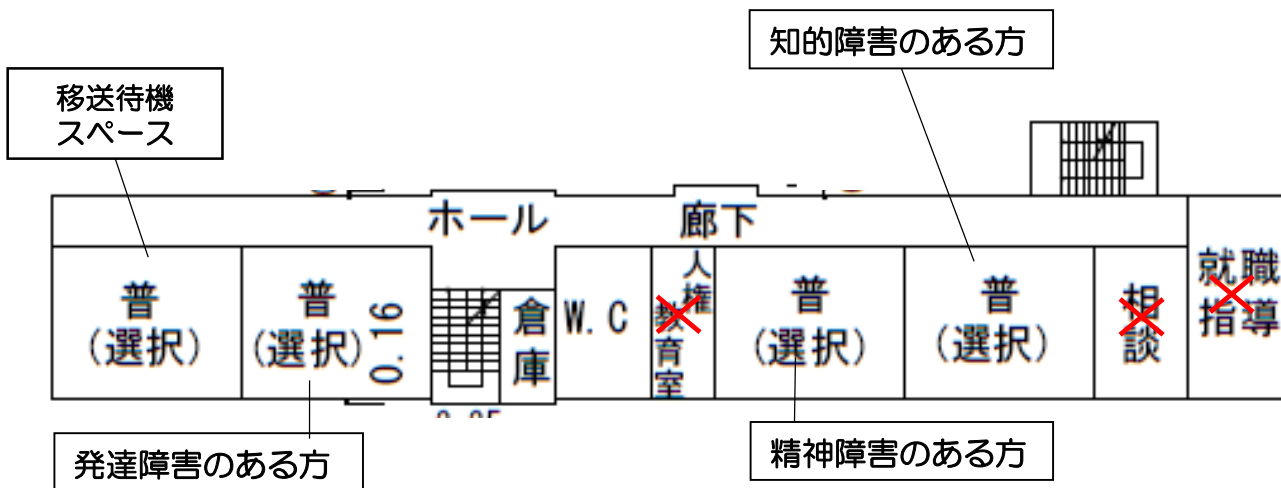 知的障害のある方
移送待機
スペース
ホール
廊下
普
(選択)
普
(選択)
0.16
倉
庫
W.C
人権
教育室
普
(選択)
普
(選択)
相
談
就職
指導
発達障害のある方
精神障害のある方